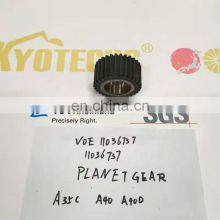 KYOTECHS
Precisely Right.
SGS
VOE 11036737
11036737
PLANET GEAR
A35C A40 A40D